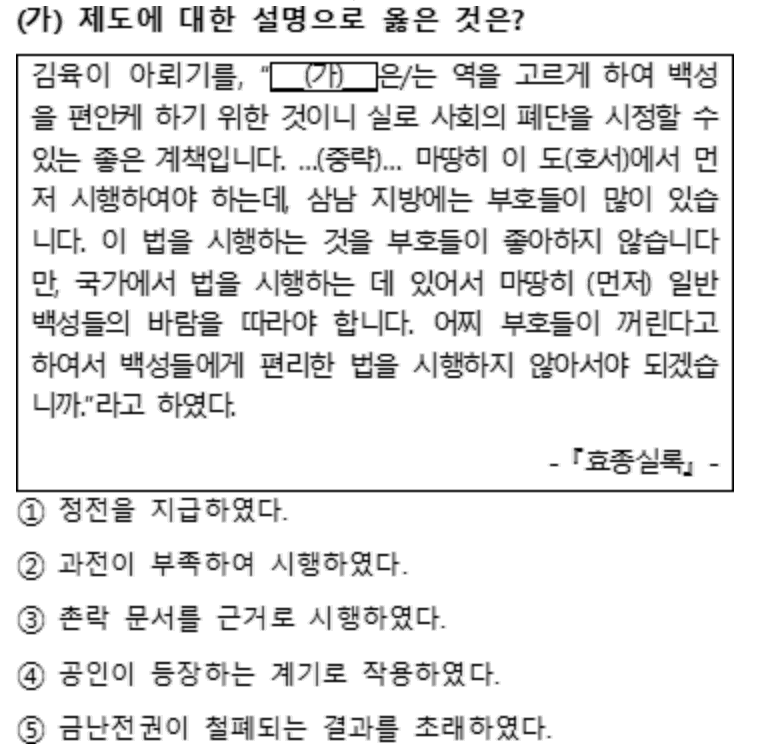 (가) 제도에 대한 설명으로 옳은 것은?
김육이 아뢰기를, "(가)은/는 역을 고르게 하여 백성
을 편안케 하기 위한 것이니 실로 사회의 폐단을 시정할 수
있는 좋은 계책입니다. ...(중략)... 마땅히 이 도(호서)에서 먼
저 시행하여야 하는데, 삼남 지방에는 부호들이 많이 있습
니다. 이 법을 시행하는 것을 부호들이 좋아하지 않습니다
만, 국가에서 법을 시행하는 데 있어서 마땅히 (먼저) 일반
백성들의 바람을 따라야 합니다. 어찌 부호들이 꺼린다고
하여서 백성들에게 편리한 법을 시행하지 않아서야 되겠습
니까."라고 하였다.
-『효종실록』-
① 정전을 지급하였다.
② 과전이 부족하여 시행하였다.
③ 촌락 문서를 근거로 시행하였다.
④ 공인이 등장하는 계기로 작용하였다.
⑤ 금난전권이 철폐되는 결과를 초래하였다.